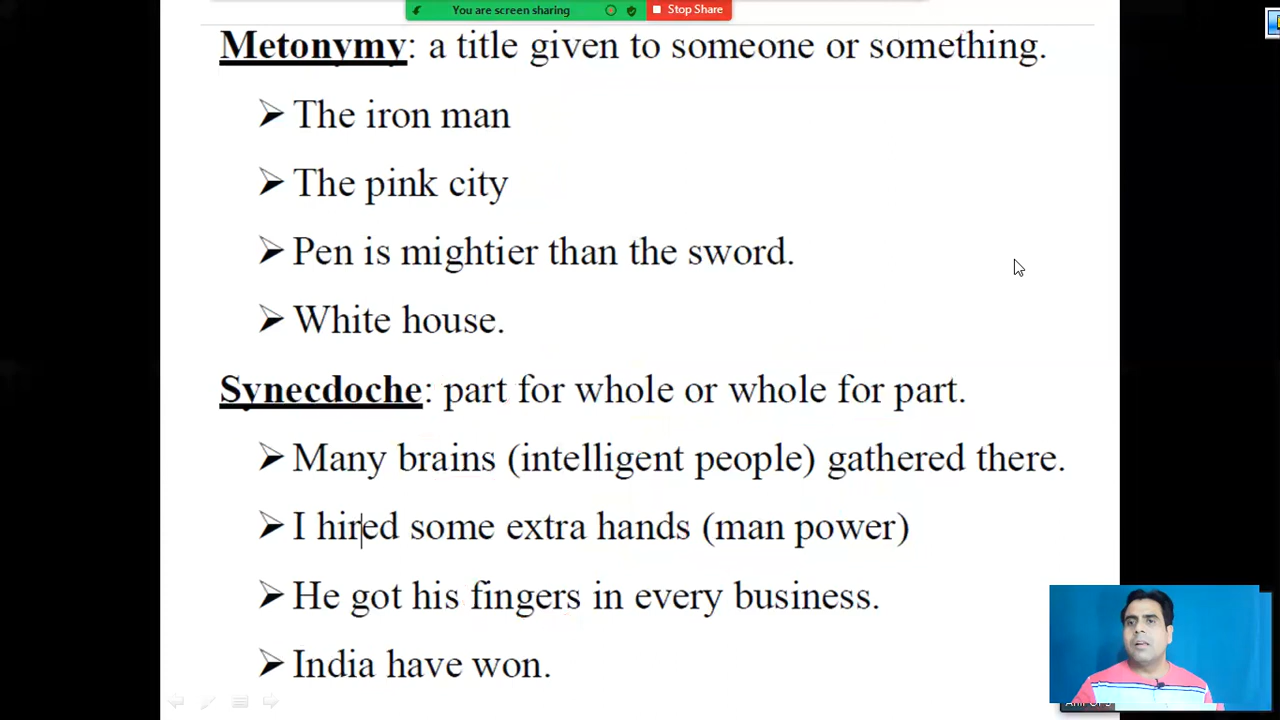 You are screen sharing
Stop Share
Metonymy: a title given to someone or something.
The iron man
The pink city
Pen is mightier than the sword.
White house.
Synecdoche: part for whole or whole for part.
Many brains (intelligent people) gathered there.
I hired some extra hands (man power)
He got his fingers in every business.
India have won.